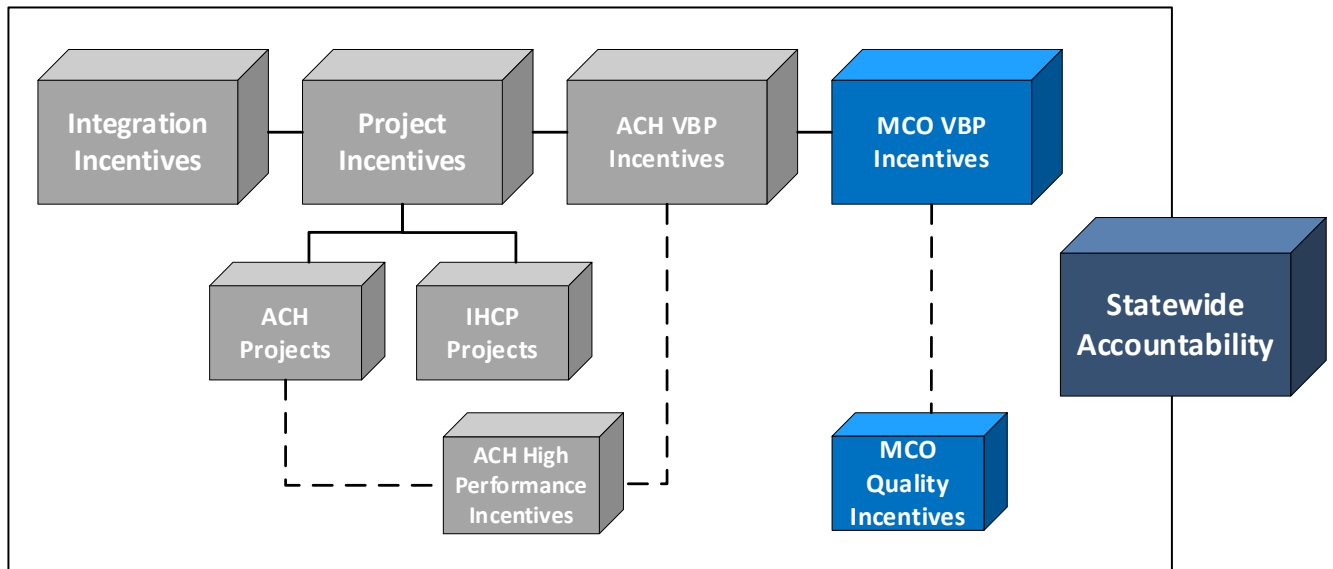 Integration
Incentives
Project
Incentives
ACH VBP
Incentives
MCO VBP
Incentives
ACH
Projects
IHCP
Projects
Statewide
Accountability
ACH High
Performance
Incentives
MCO
Quality
Incentives